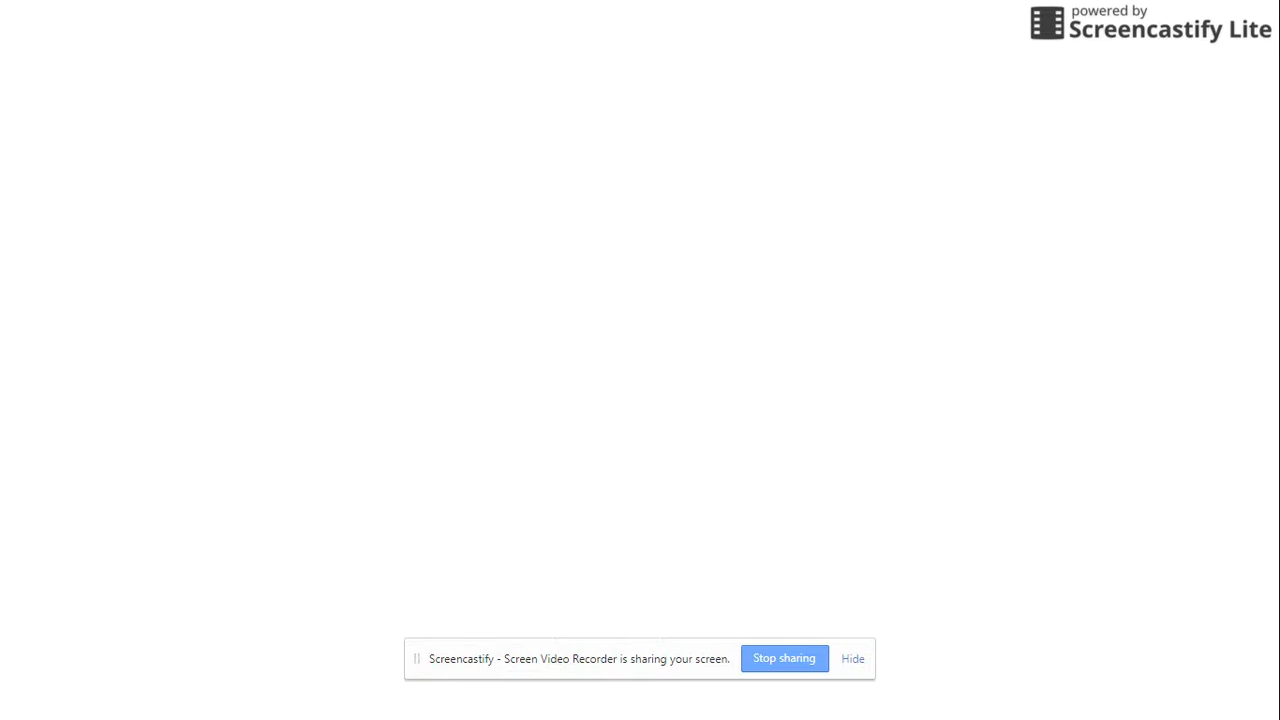 powered by
Screencastify Lite
Screencastify - Screen Video Recorder is sharing your screen.
Stop sharing
Hide